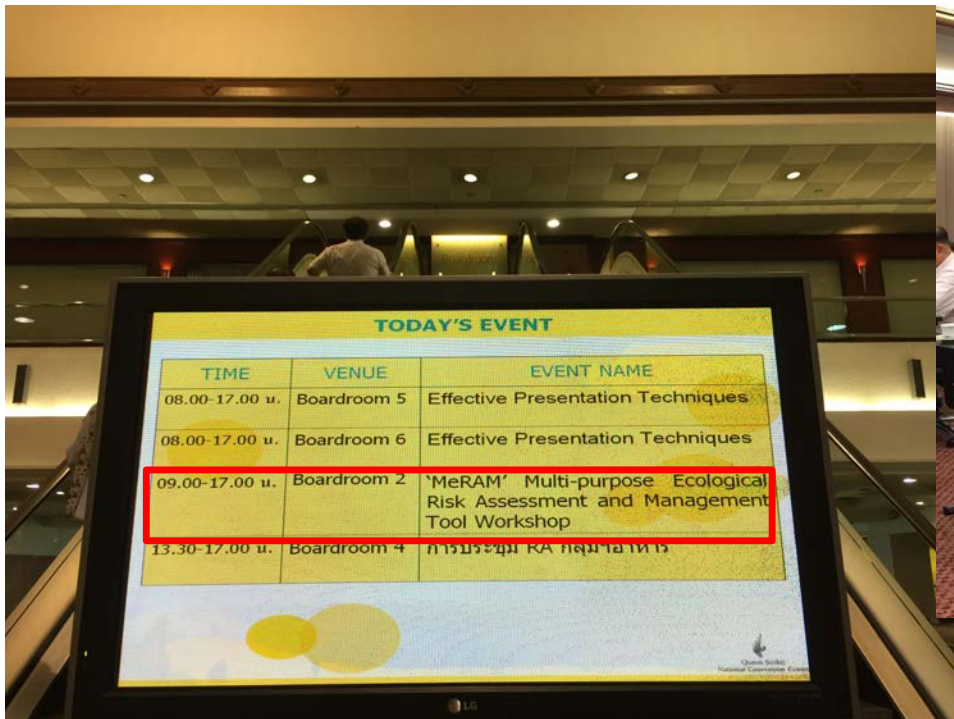 Boardroom
TODAY'S EVENT
TIME VENUE EVENT NAME
08.00-17.00 น. Boardroom 5 Effective Presentation Techniques
08.00-17.00 น. Boardroom 6 Effective Presentation Techniques
09.00-17.00 น. Boardroom 2 'MeRAM' Multi-purpose Ecological
Risk Assessment and Management
Tool Workshop
13.30-17.00 น. Boardroom 4 การประชุม RA กลุ่มฯอาหาร
Queen Sirikit
National Convention Center
LG